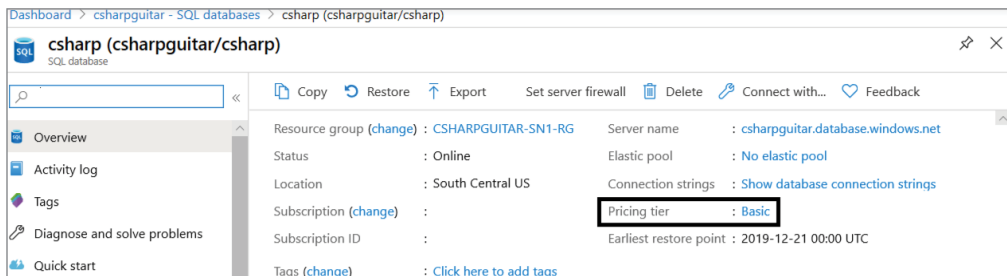 Dashboard > csharpguitar - SQL databases > csharp (csharpguitar/csharp)
SQL
csharp (csharpguitar/csharp)
SQL database
«
Copy Restore Export Set server firewall Delete Connect with... Feedback
Overview
Activity log
Tags
Diagnose and solve problems
Quick start
Resource group (change) : CSHARPGUITAR-SN1-RG
Status : Online
Location : South Central US
Subscription (change) :
Subscription ID :
Tags (change) : Click here to add tags
Server name : csharpguitar.database.windows.net
Elastic pool : No elastic pool
Connection strings : Show database connection strings
Pricing tier : Basic
Earliest restore point : 2019-12-21 00:00 UTC